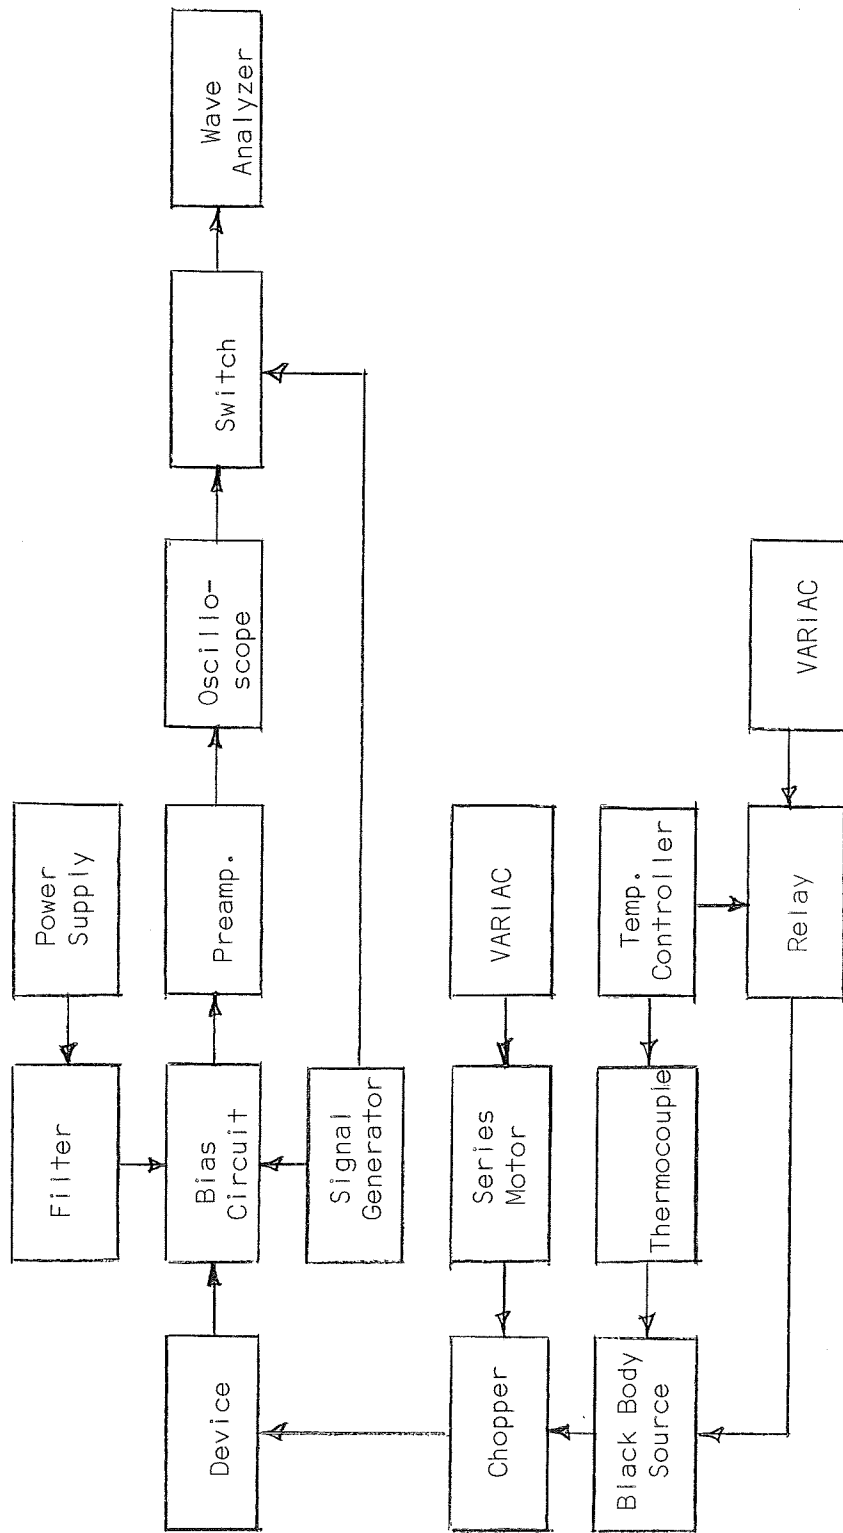 Power
Supply
Filter
Device
Bias
Circuit
Preamp.
Oscillo-
scope
Switch
Wave
Analyzer
Signal
Generator
Chopper
Series
Motor
VARIAC
Black Body
Source
Thermocouple
Temp.
Controller
Relay
VARIAC